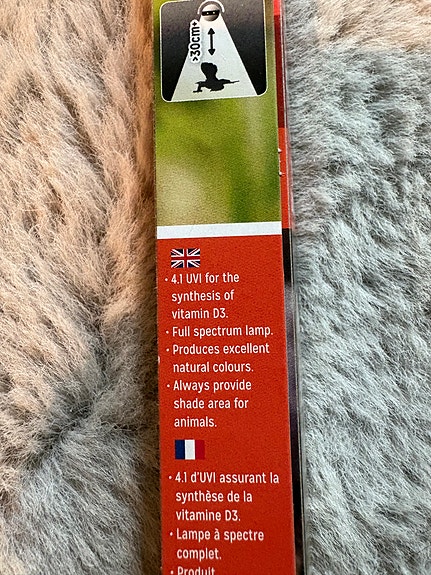 >30cm+
· 4.1 UVI for the
synthesis of
vitamin D3.
· Full spectrum lamp.
· Produces excellent
natural colours.
· Always provide
shade area for
animals.
· 4.1 d'UVI assurant la
synthèse de la
vitamine D3.
· Lampe à spectre
complet.
· Produit